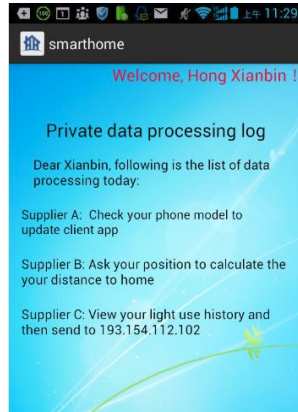 上午 11:29
smarthome
Welcome, Hong Xianbin !
Private data processing log
Dear Xianbin, following is the list of data
processing today:
Supplier A: Check your phone model to
update client app
Supplier B: Ask your position to calculate the
your distance to home
Supplier C: View your light use history and
then send to 193.154.112.102